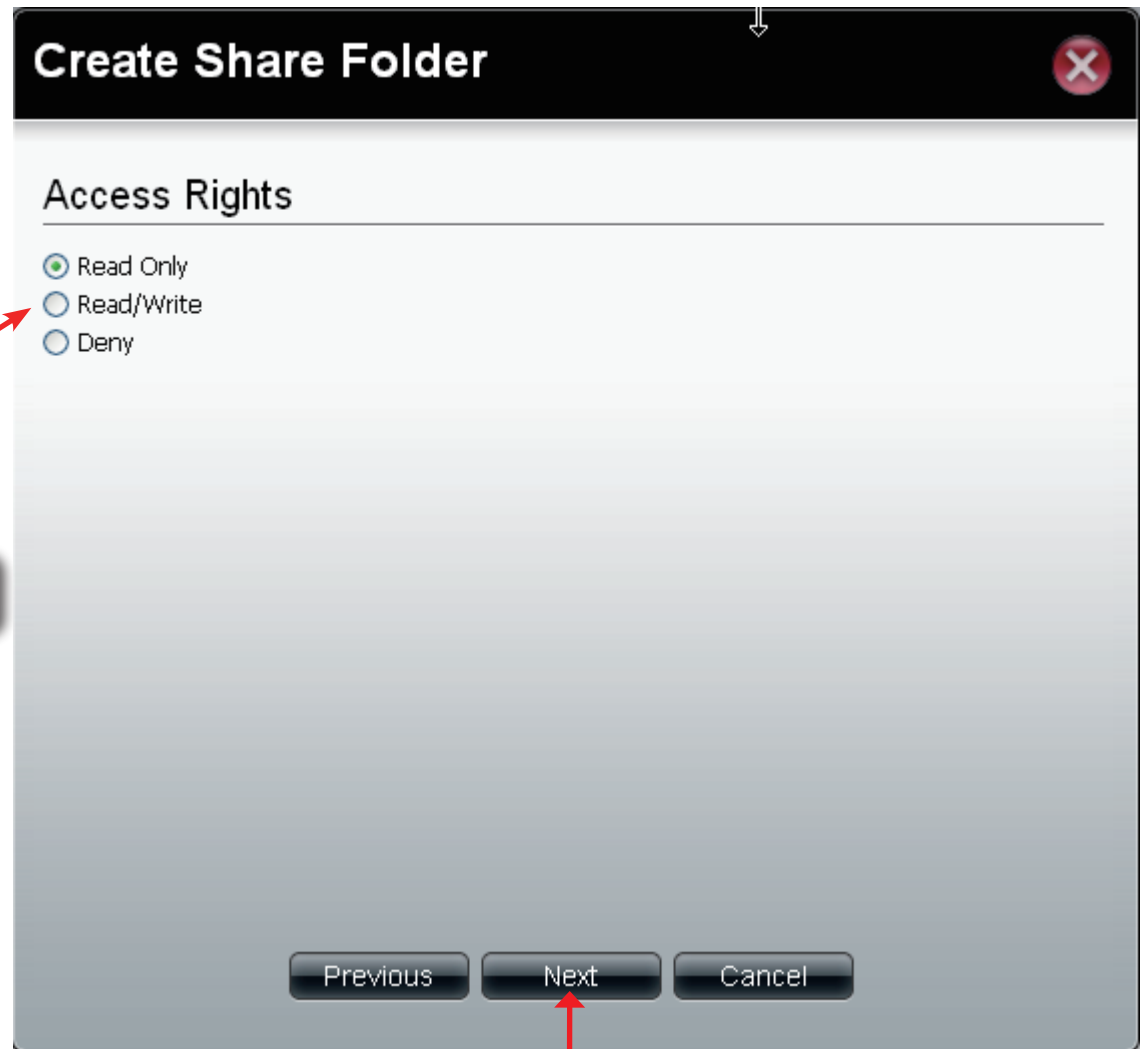 Create Share Folder
Access Rights
Read Only
Read/Write
Deny
Previous Next Cancel